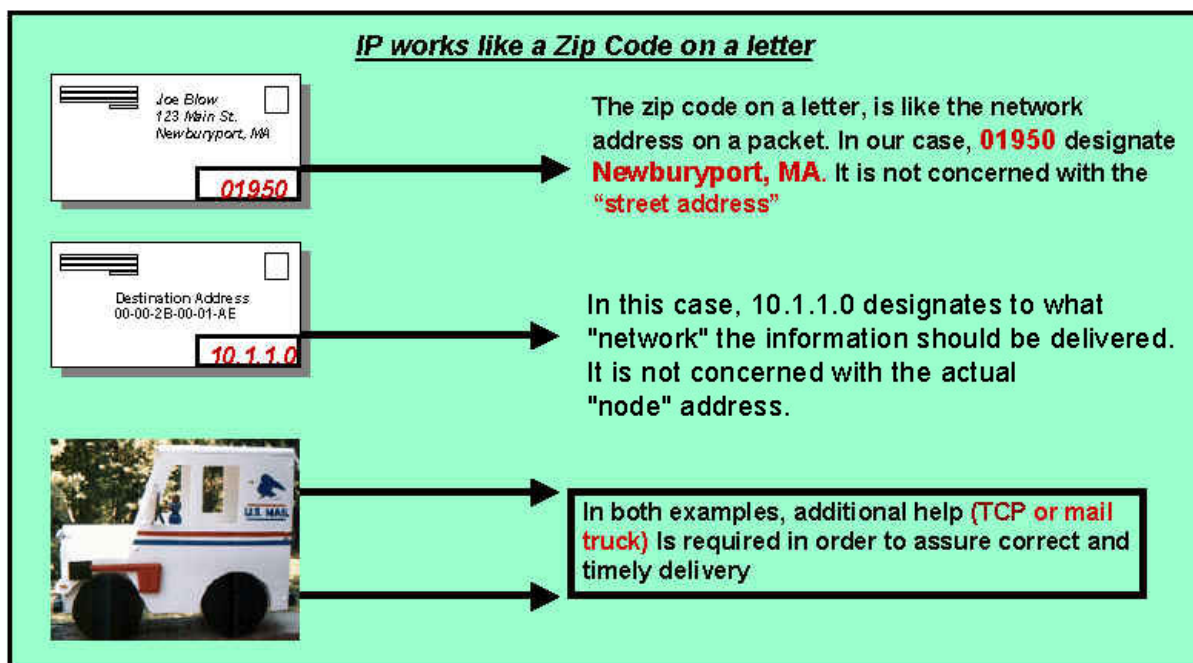 IP works like a Zip Code on a letter
Joe Blow
123 Main St.
Newburyport, MA
01950
The zip code on a letter, is like the network
address on a packet. In our case, 01950 designate
Newburyport, MA. It is not concerned with the
“street address”
Destination Address
00-00-2B-00-01-AE
10.1.1.0
In this case, 10.1.1.0 designates to what
"network" the information should be delivered.
It is not concerned with the actual
"node" address.
U.S. MAIL
In both examples, additional help (TCP or mail
truck) Is required in order to assure correct and
timely delivery